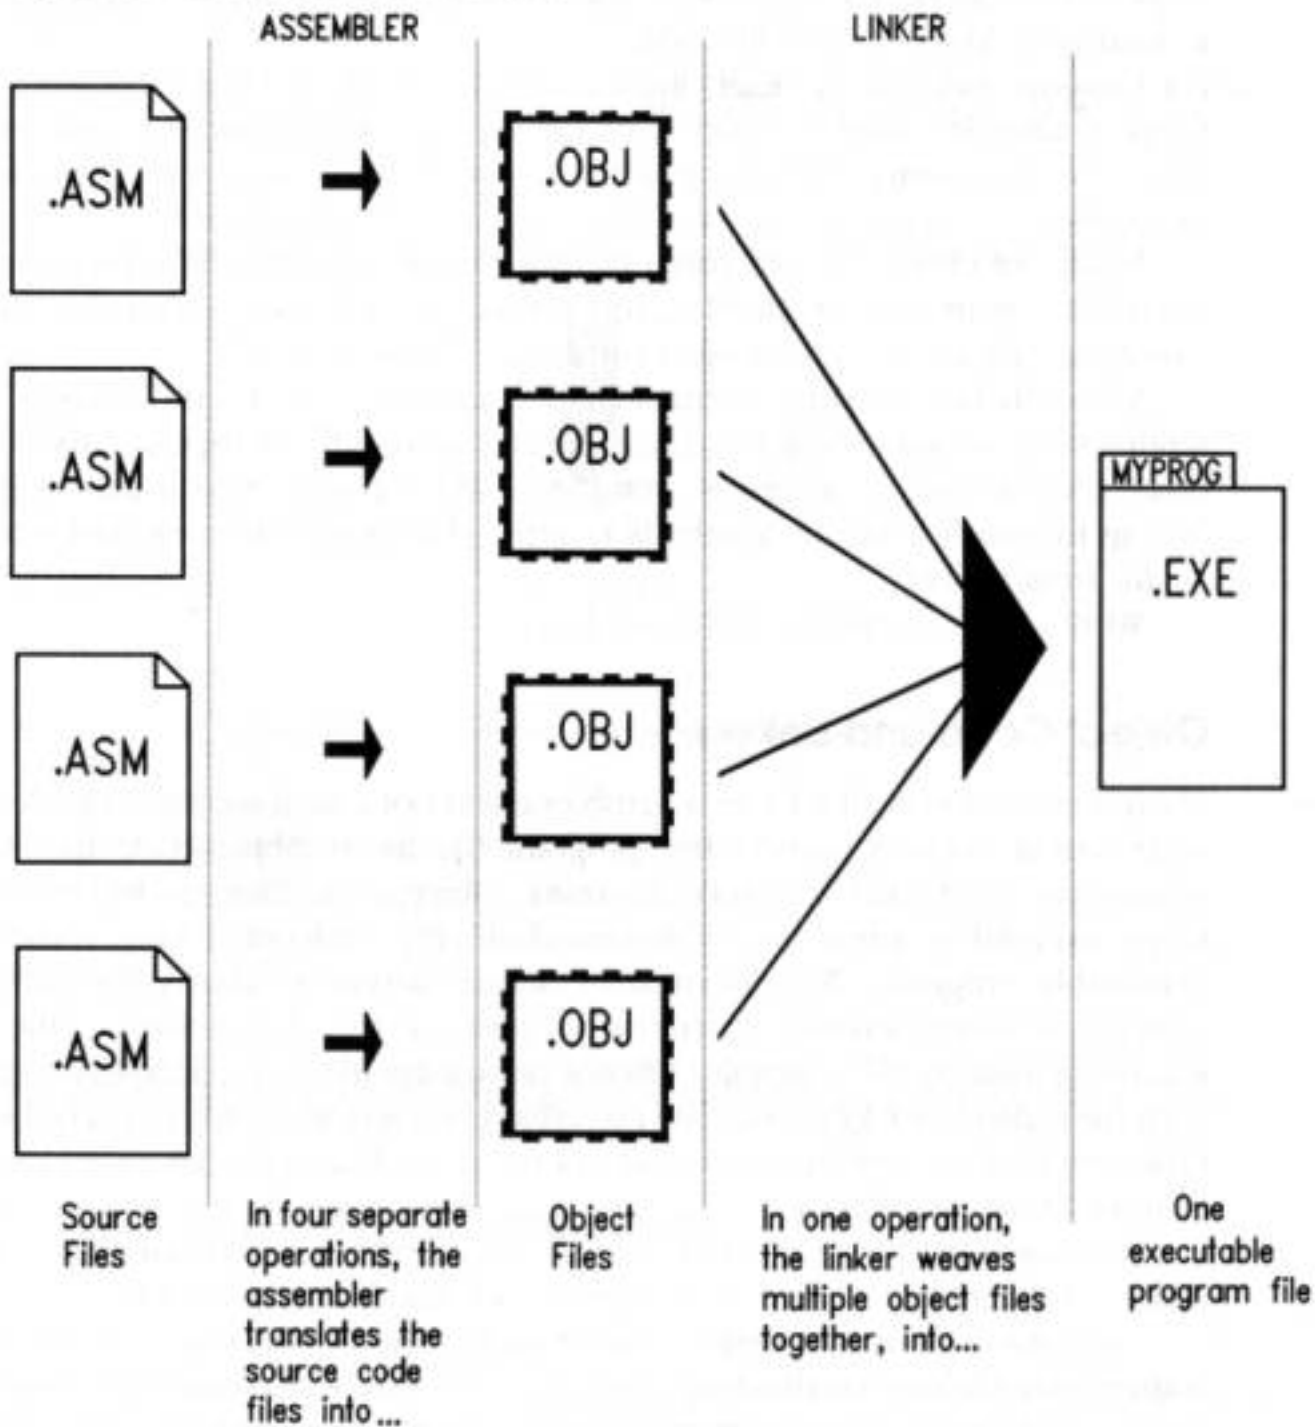 ASSEMBLER
LINKER
.ASM
.OBJ
.ASM
.OBJ
MYPROG
.EXE
.ASM
.OBJ
.ASM
.OBJ
Source
Files
In four separate
operations, the
assembler
translates the
source code
files into...
Object
Files
In one operation,
the linker weaves
multiple object files
together, into...
One
executable
program file